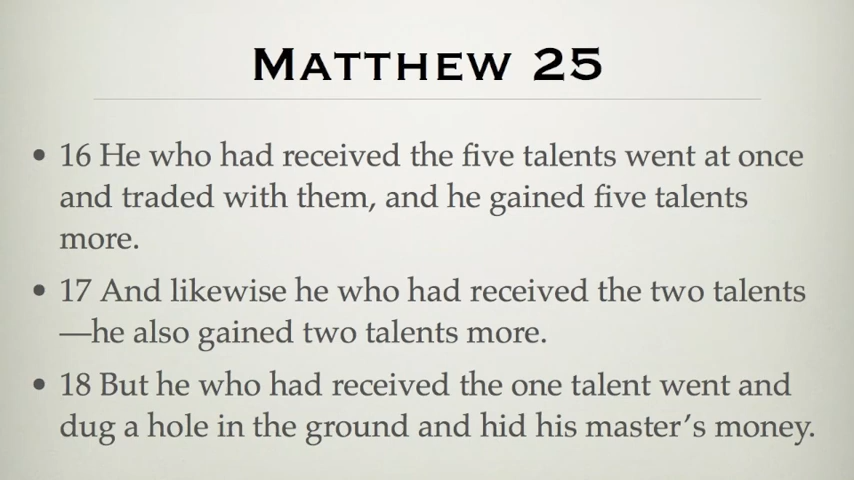 MATTHEW 25
• 16 He who had received the five talents went at once
and traded with them, and he gained five talents
more.
• 17 And likewise he who had received the two talents
—he also gained two talents more.
• 18 But he who had received the one talent went and
dug a hole in the ground and hid his master’s money.